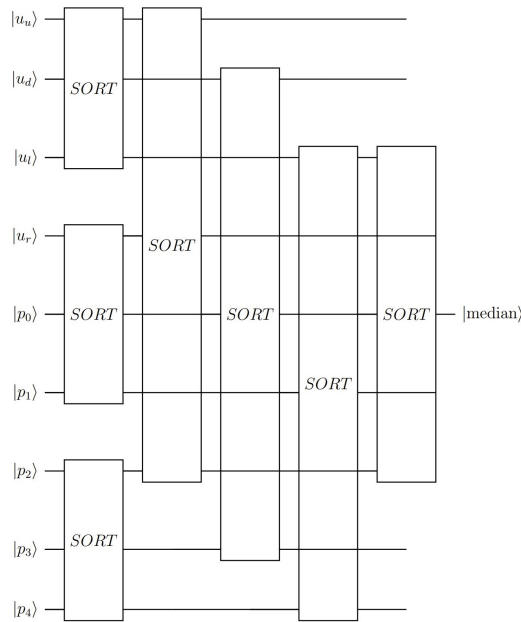 |u_u⟩
|u_d⟩
SORT
|u_l⟩
|u_r⟩
SORT
|p_0⟩ SORT SORT SORT |median⟩
SORT
|p_1⟩
|p_2⟩
SORT
|p_3⟩
|p_4⟩